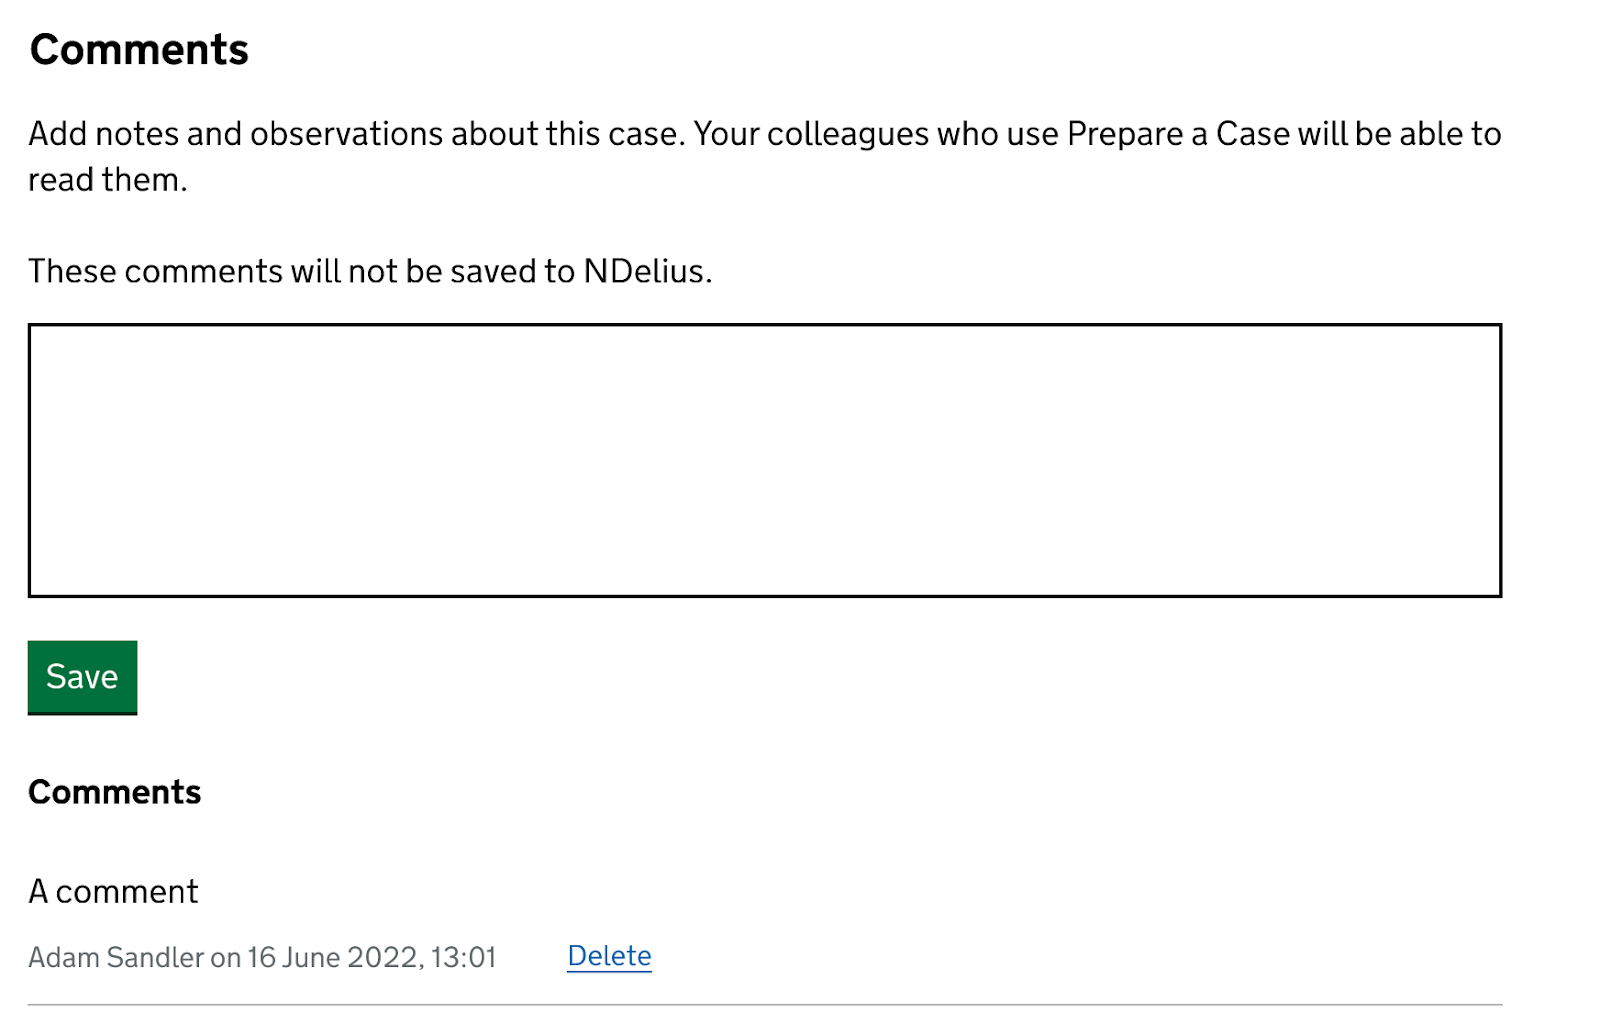 Comments
Add notes and observations about this case. Your colleagues who use Prepare a Case will be able to
read them.
These comments will not be saved to NDelius.
Save
Comments
A comment
Adam Sandler on 16 June 2022, 13:01 Delete